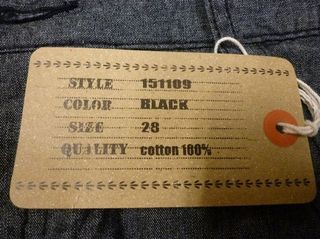 STYLE 151109
COLOR BLACK
SIZE 28
QUALITY cotton 100%